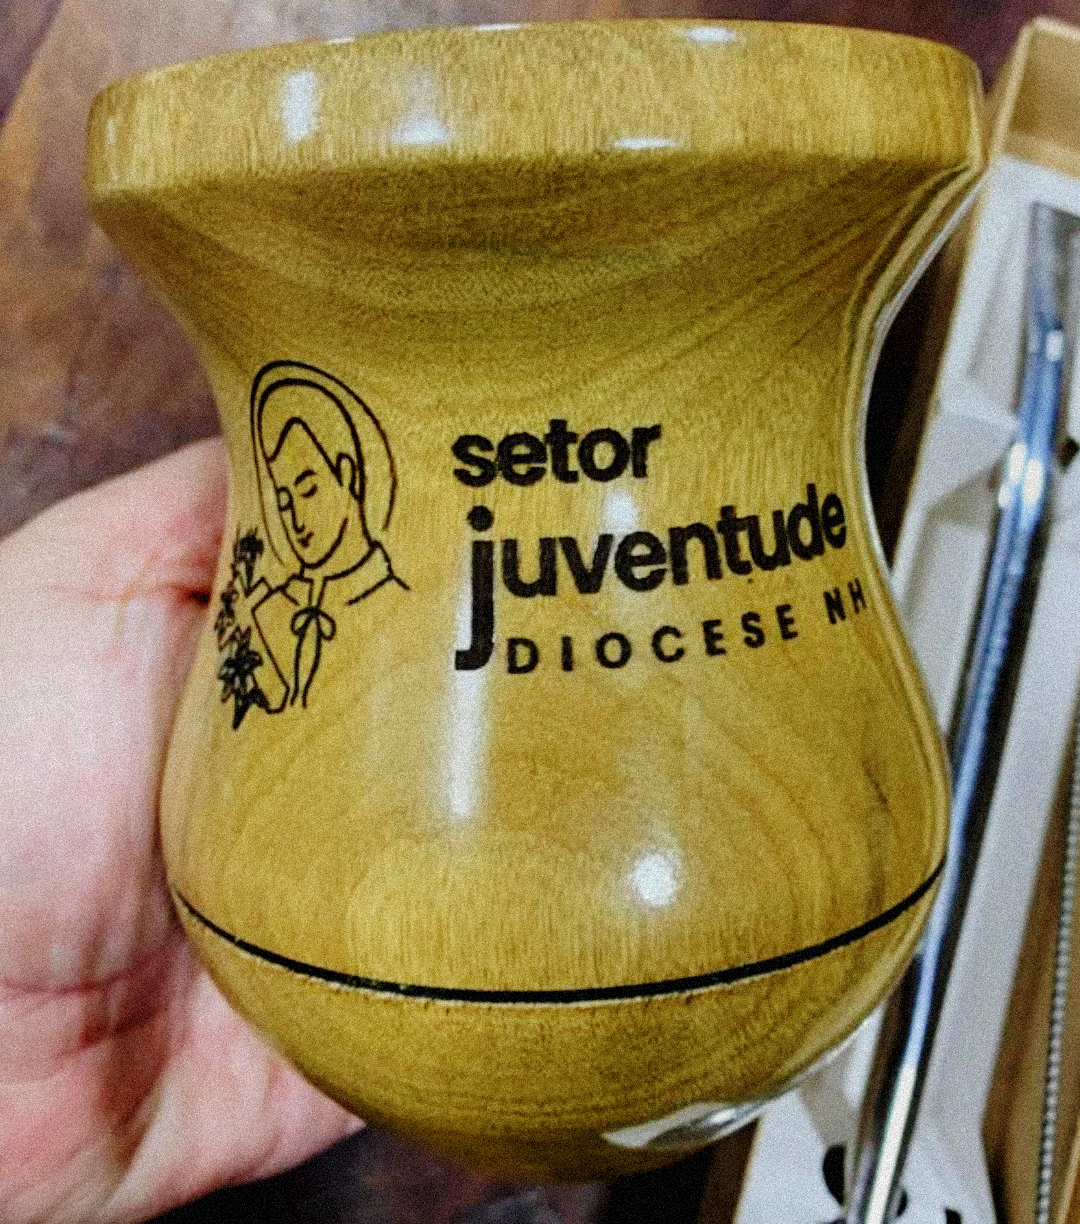 setor
juventude
DIOCESE NH